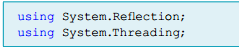 using System.Reflection;
using System.Threading;